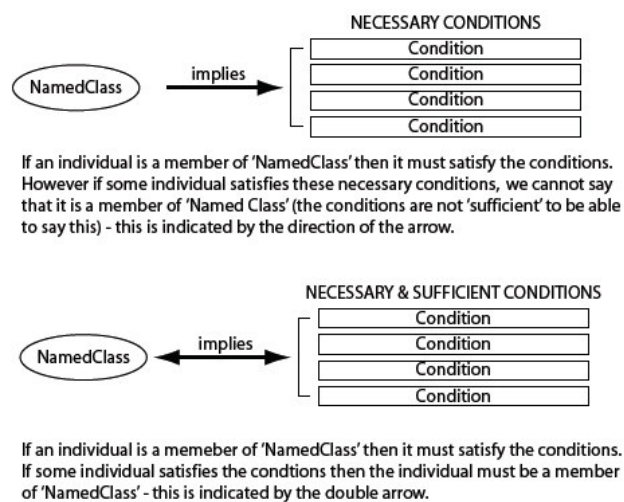 NECESSARY CONDITIONS
Condition
implies
Condition
NamedClass
Condition
Condition
If an individual is a member of 'NamedClass' then it must satisfy the conditions.
However if some individual satisfies these necessary conditions, we cannot say
that it is a member of 'Named Class' (the conditions are not 'sufficient' to be able
to say this) - this is indicated by the direction of the arrow.
NECESSARY & SUFFICIENT CONDITIONS
Condition
implies
Condition
NamedClass
Condition
Condition
If an individual is a memeber of 'NamedClass' then it must satisfy the conditions.
If some individual satisfies the condtions then the individual must be a member
of 'NamedClass' - this is indicated by the double arrow.